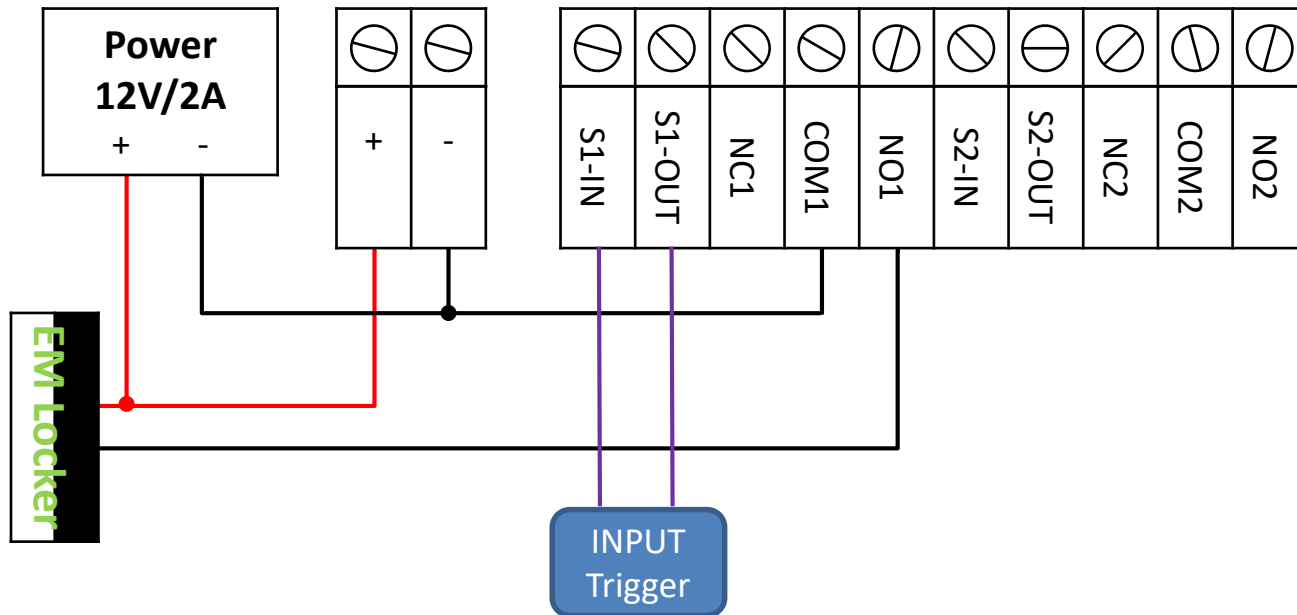 Power
12V/2A
+ -
+ -
S1-IN
S1-OUT
NC1
COM1
NO1
S2-IN
S2-OUT
NC2
COM2
NO2
EM Locker
INPUT
Trigger